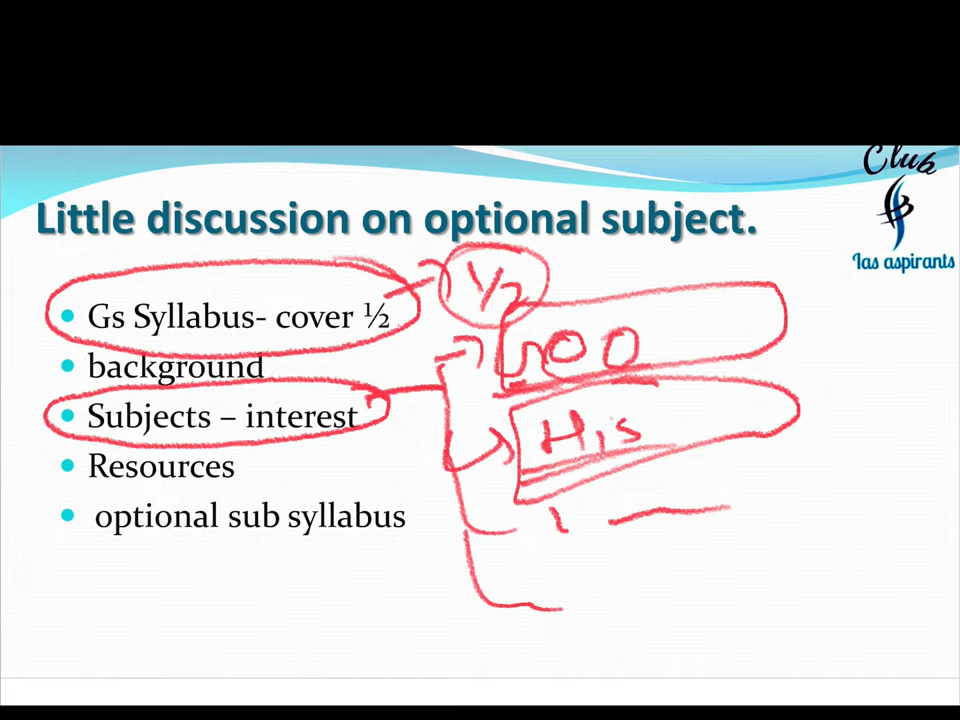 Club
Ias aspirants
Little discussion on optional subject.
Gs Syllabus- cover ½
1/2
background
Subjects – interest
His
Resources
optional sub syllabus